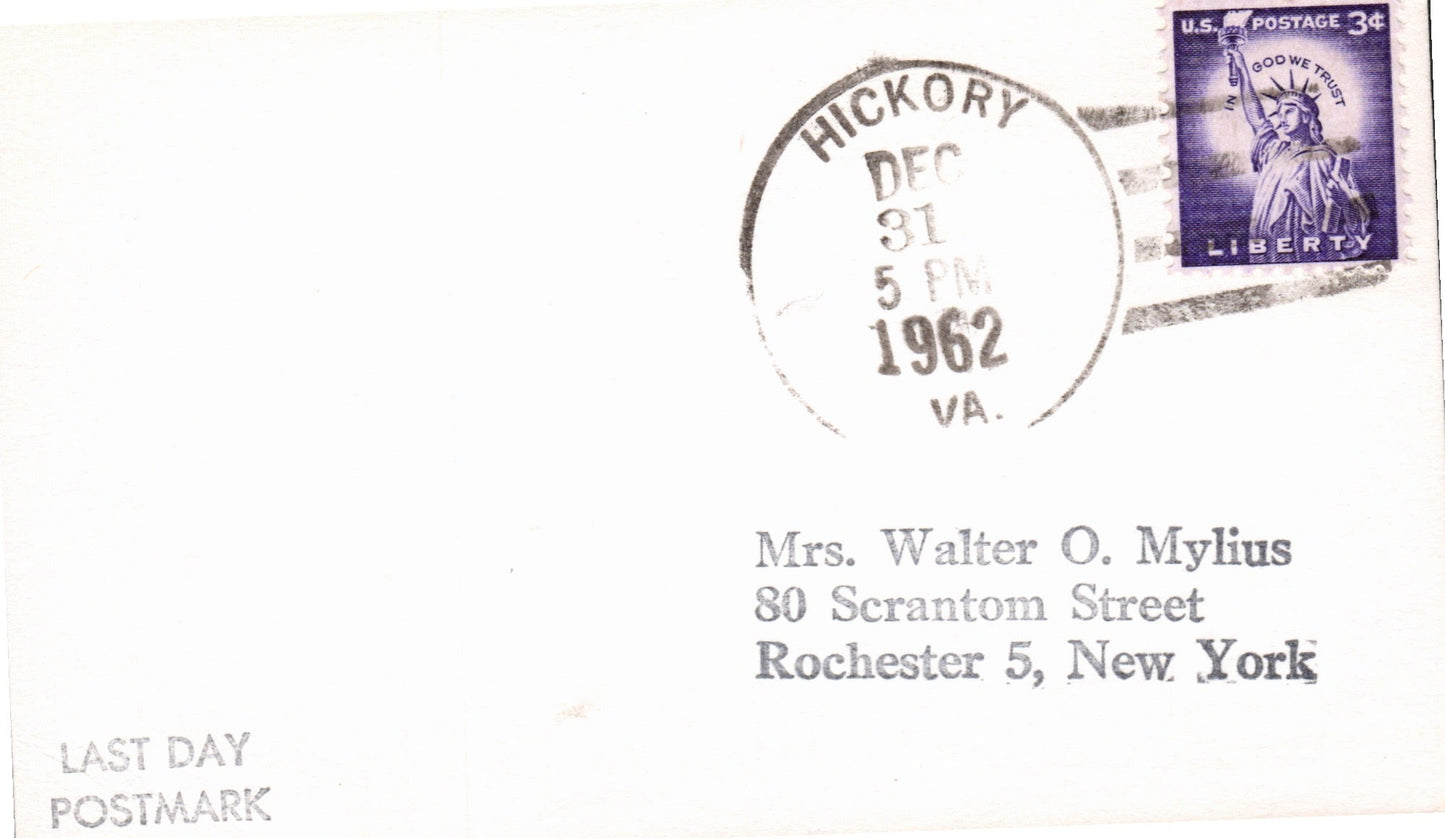 U.S. POSTAGE 3¢
IN GOD WE TRUST
LIBERTY
HICKORY
DEC
31
5 PM
1962
VA.
Mrs. Walter O. Mylius
80 Scrantom Street
Rochester 5, New York
LAST DAY
POSTMARK